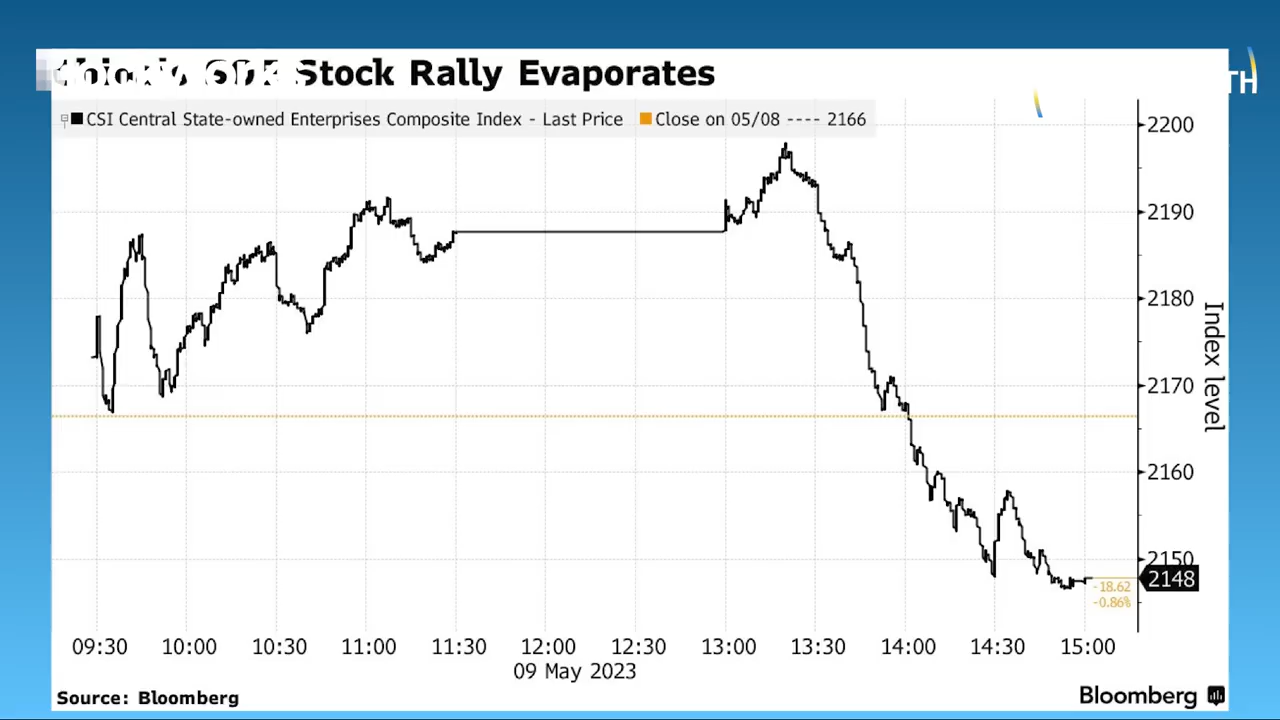 Stock Rally Evaporates
TH
CSI Central State-owned Enterprises Composite Index - Last Price Close on 05/08 ---- 2166
2200
2190
2180
2170
2160
2150
2148
-18.62
-0.86%
Index level
09:30 10:00 10:30 11:00 11:30 12:00 12:30 13:00 13:30 14:00 14:30 15:00
09 May 2023
Source: Bloomberg
Bloomberg